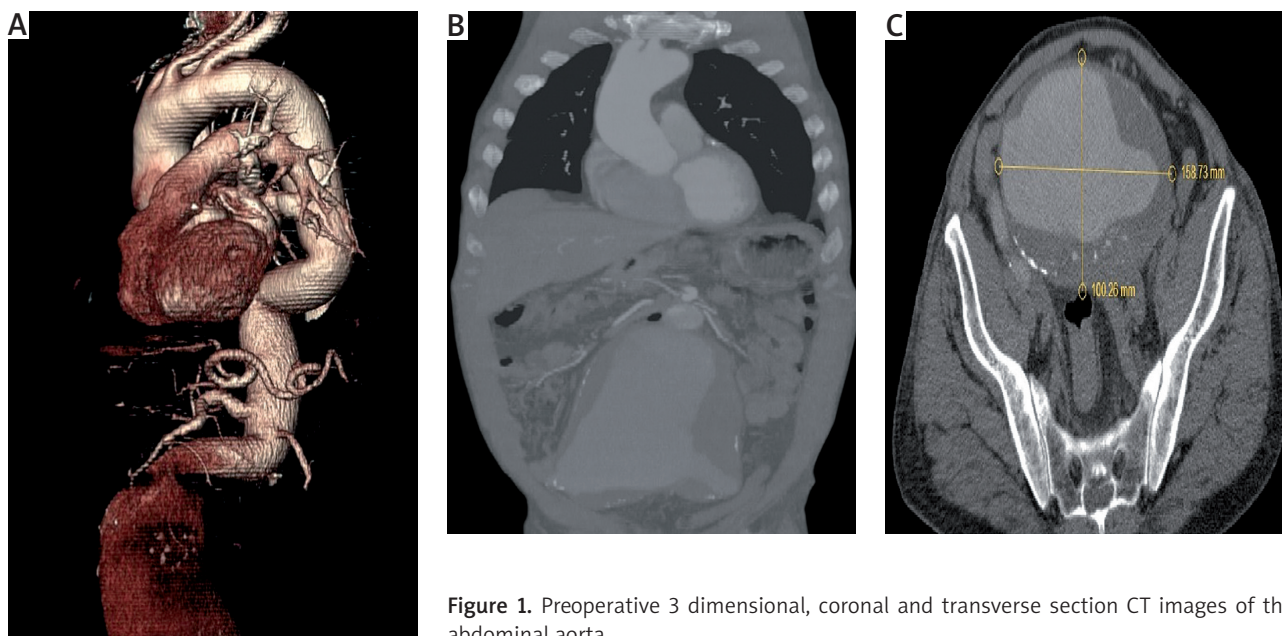 A
B
C
158.73 mm
100.26 mm
Figure 1. Preoperative 3 dimensional, coronal and transverse section CT images of th
abdominal aorta